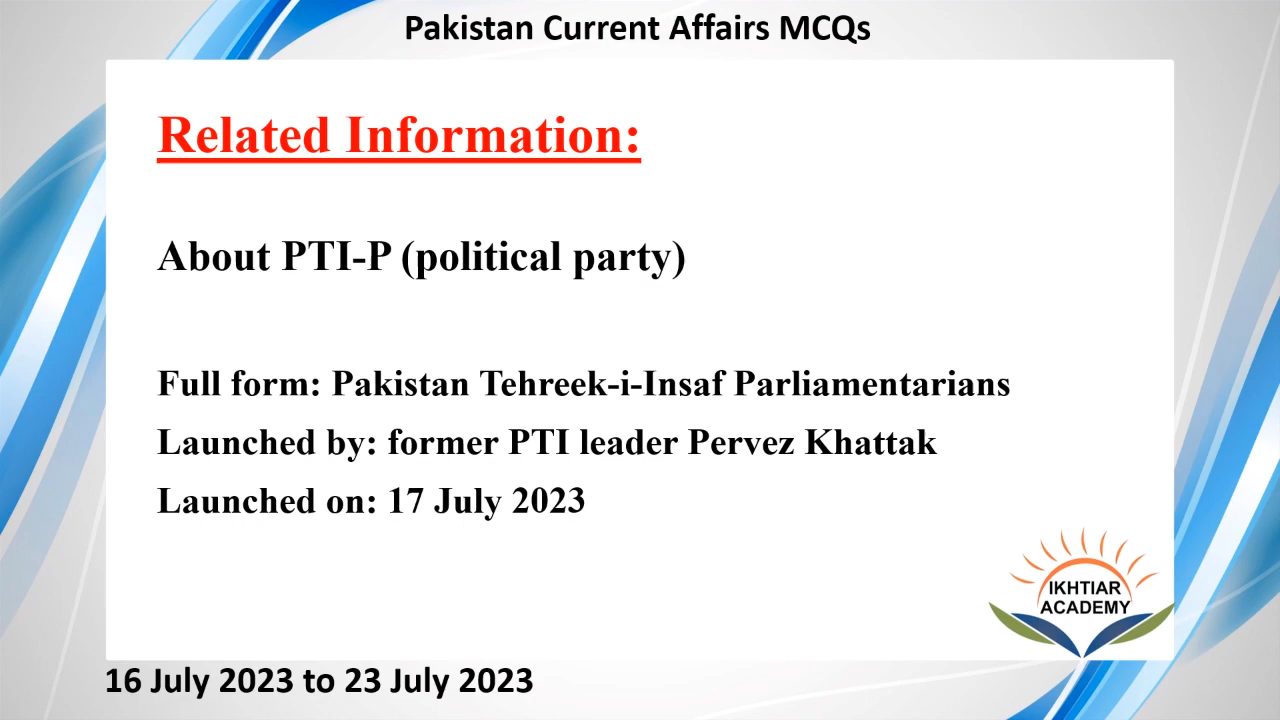 Pakistan Current Affairs MCQs
Related Information:
About PTI-P (political party)
Full form: Pakistan Tehreek-i-Insaf Parliamentarians
Launched by: former PTI leader Pervez Khattak
Launched on: 17 July 2023
IKHTIAR
ACADEMY
16 July 2023 to 23 July 2023